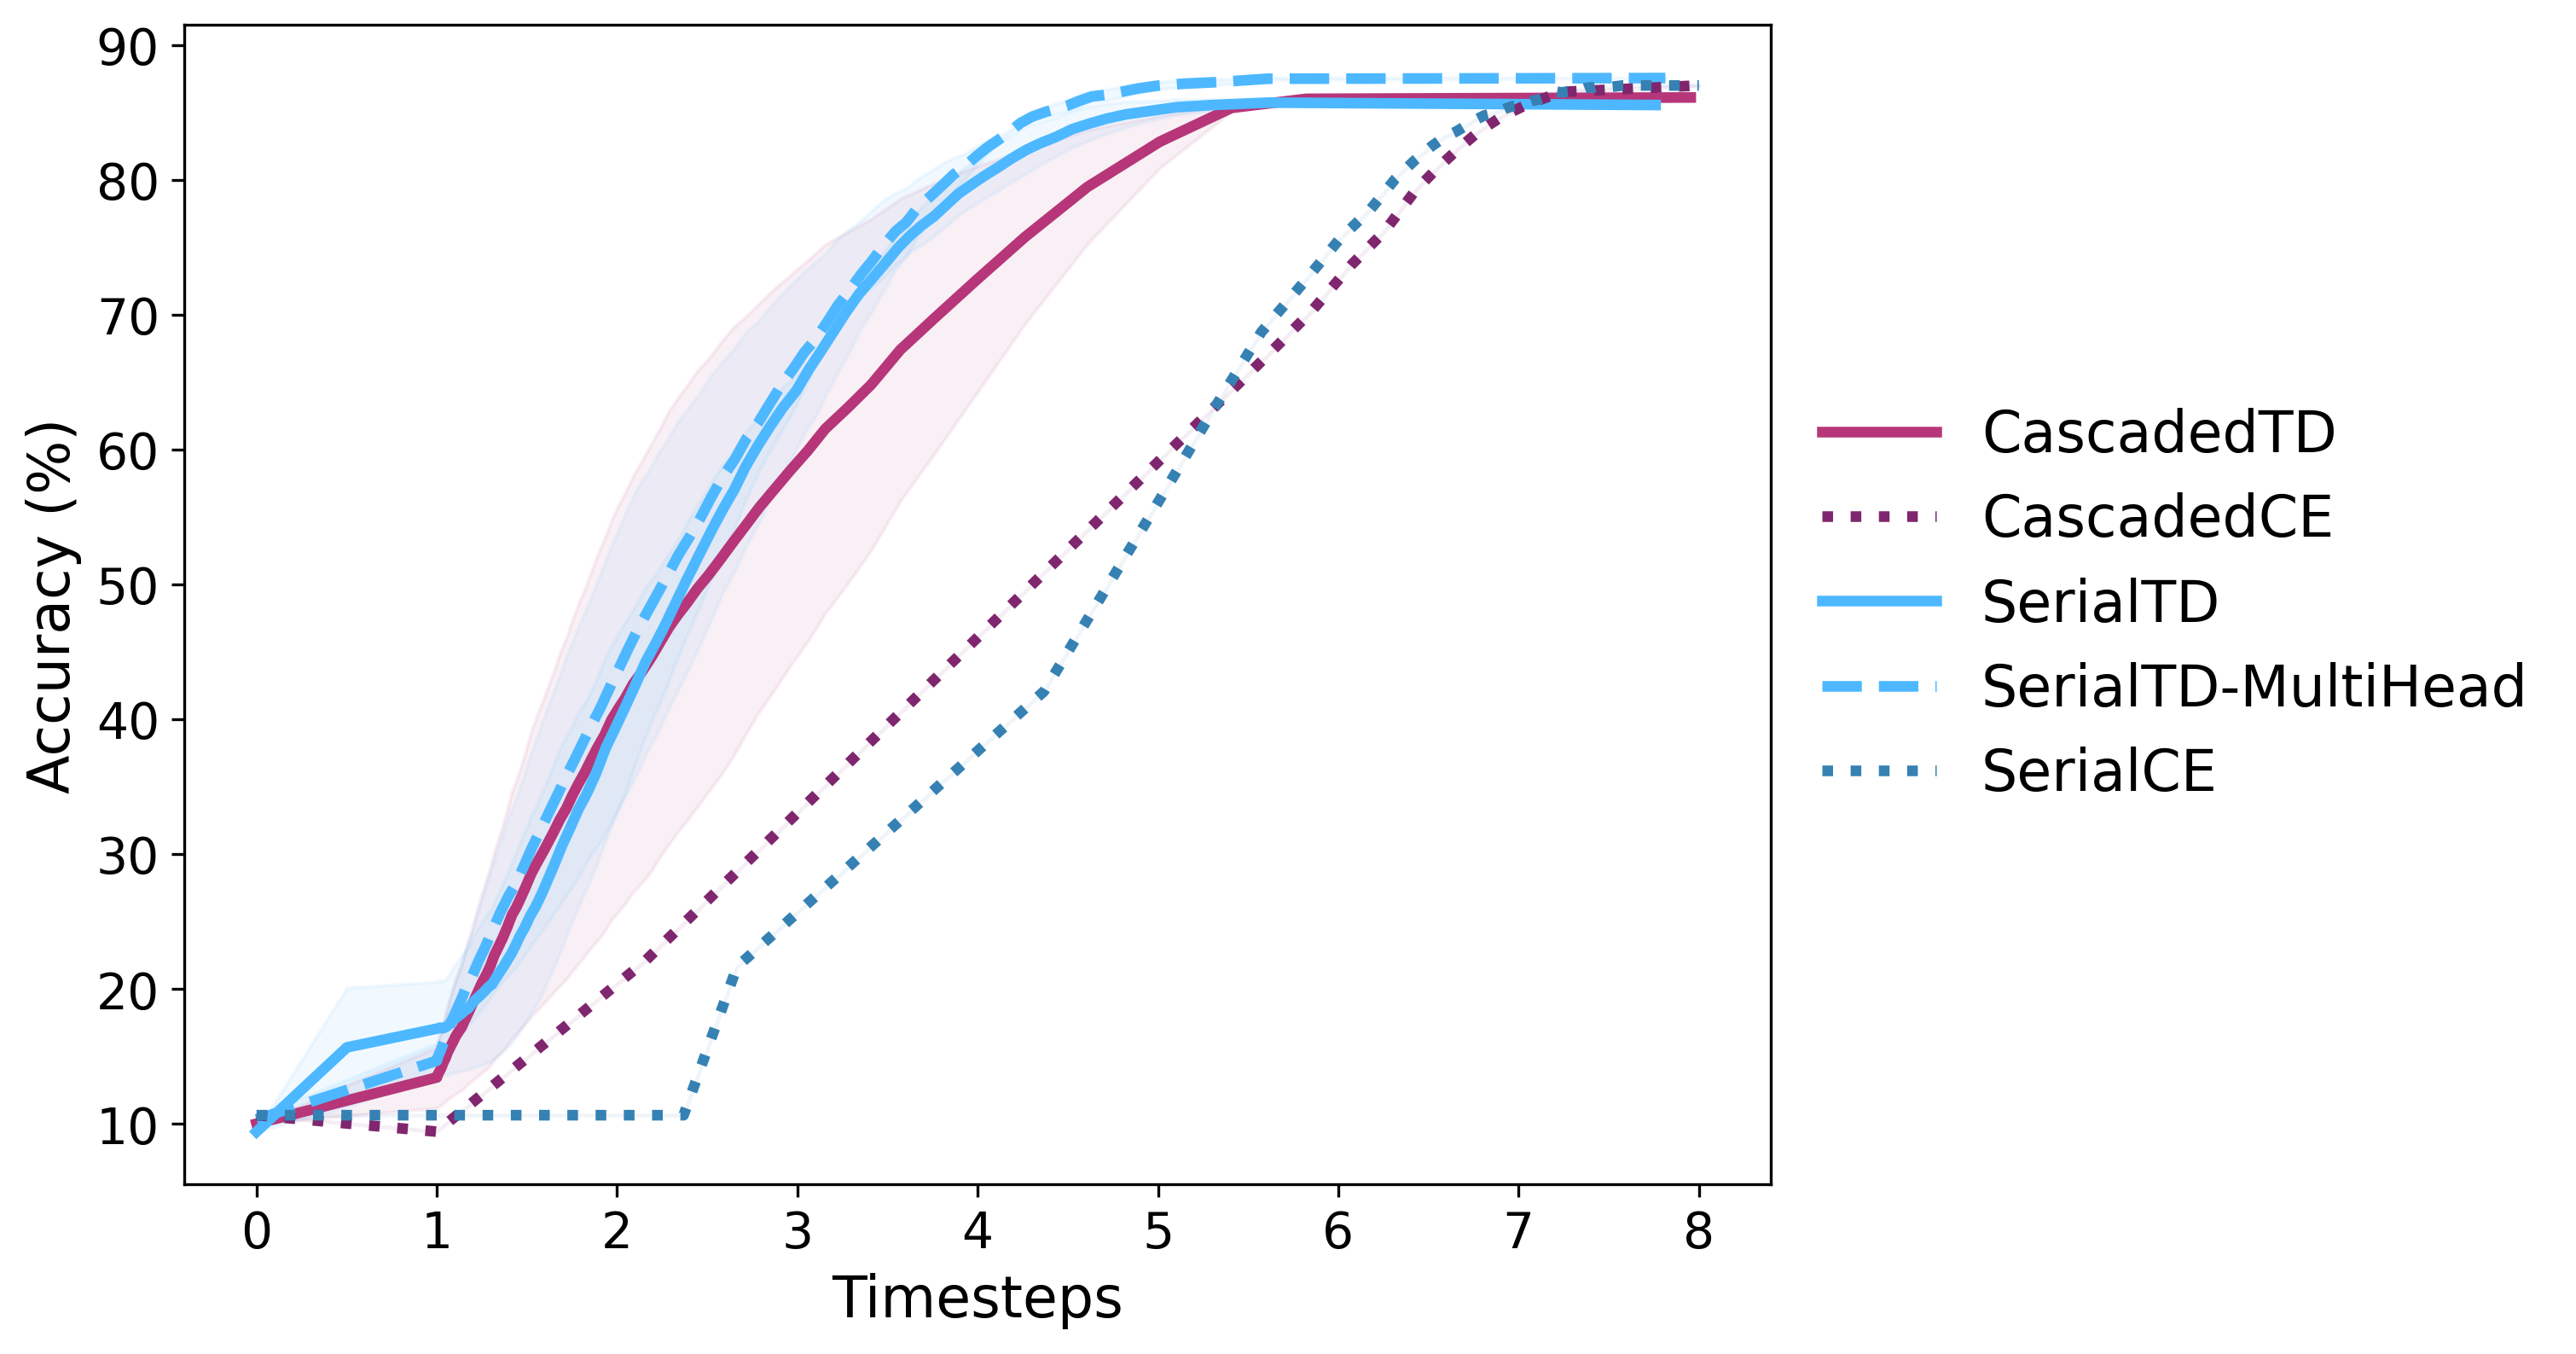 90
80
70
60
50
40
30
20
10
Accuracy (%)
0 1 2 3 4 5 6 7 8
Timesteps
CascadedTD
CascadedCE
SerialTD
SerialTD-MultiHead
SerialCE